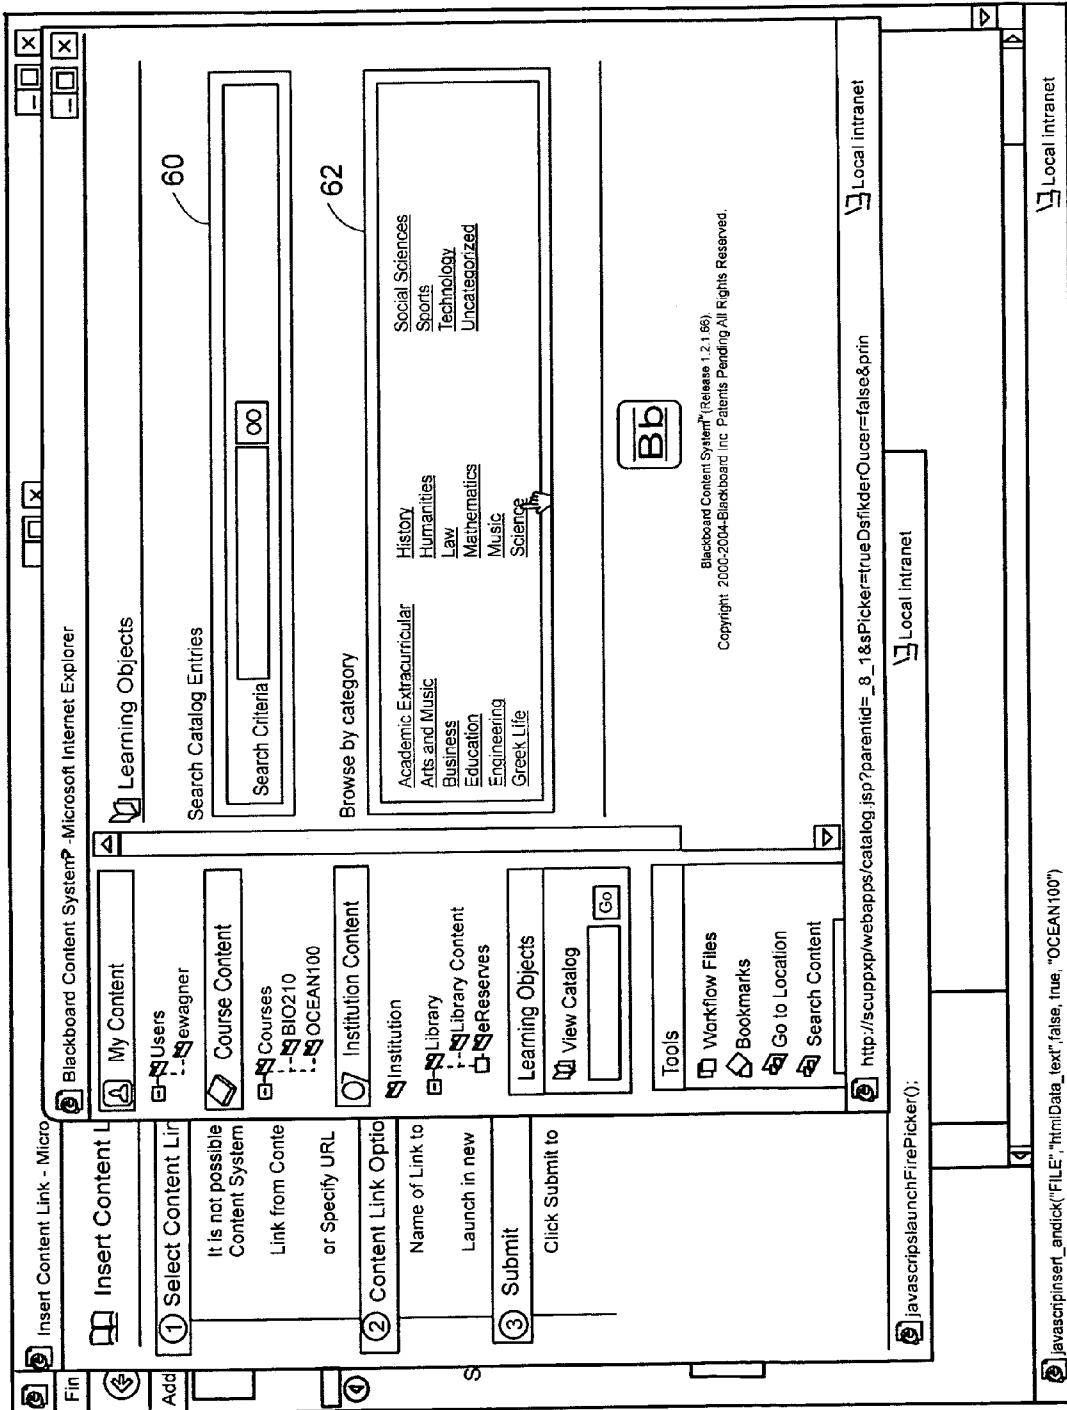 Insert Content Link - Micro
Fin
Add
Insert Content L
1 Select Content Lin
It is not possible
Content System
Link from Conte
or Specify URL
2 Content Link Optio
Name of Link to
Launch in new
3 Submit
Click Submit to
S
Blackboard Content System -Microsoft Internet Explorer
My Content
Users
ewagner
Course Content
Courses
BIO210
OCEAN100
Institution Content
Institution
Library
Library Content
eReserves
Learning Objects
View Catalog
Go
Tools
Workflow Files
Bookmarks
Go to Location
Search Content
Learning Objects
Search Catalog Entries
60
Search Criteria
Browse by category
62
Academic Extracurricular
Arts and Music
Business
Education
Engineering
Greek Life
History
Humanities
Law
Mathematics
Music
Science
Social Sciences
Sports
Technology
Uncategorized
Bb
Blackboard Content System™(Release 1.2.1.66).
Copyright 2000-2004-Blackboard Inc Patents Pending All Rights Reserved.
http://scuppxp/webapps/catalog.jsp?parentid=_8_1&sPicker=trueDsfikderOucer=false&prin
Local intranet
javascripslaunchFirePicker();
Local intranet
javascripinsert_andick("FILE","htmlData_text",false, true, "OCEAN100")
Local intranet